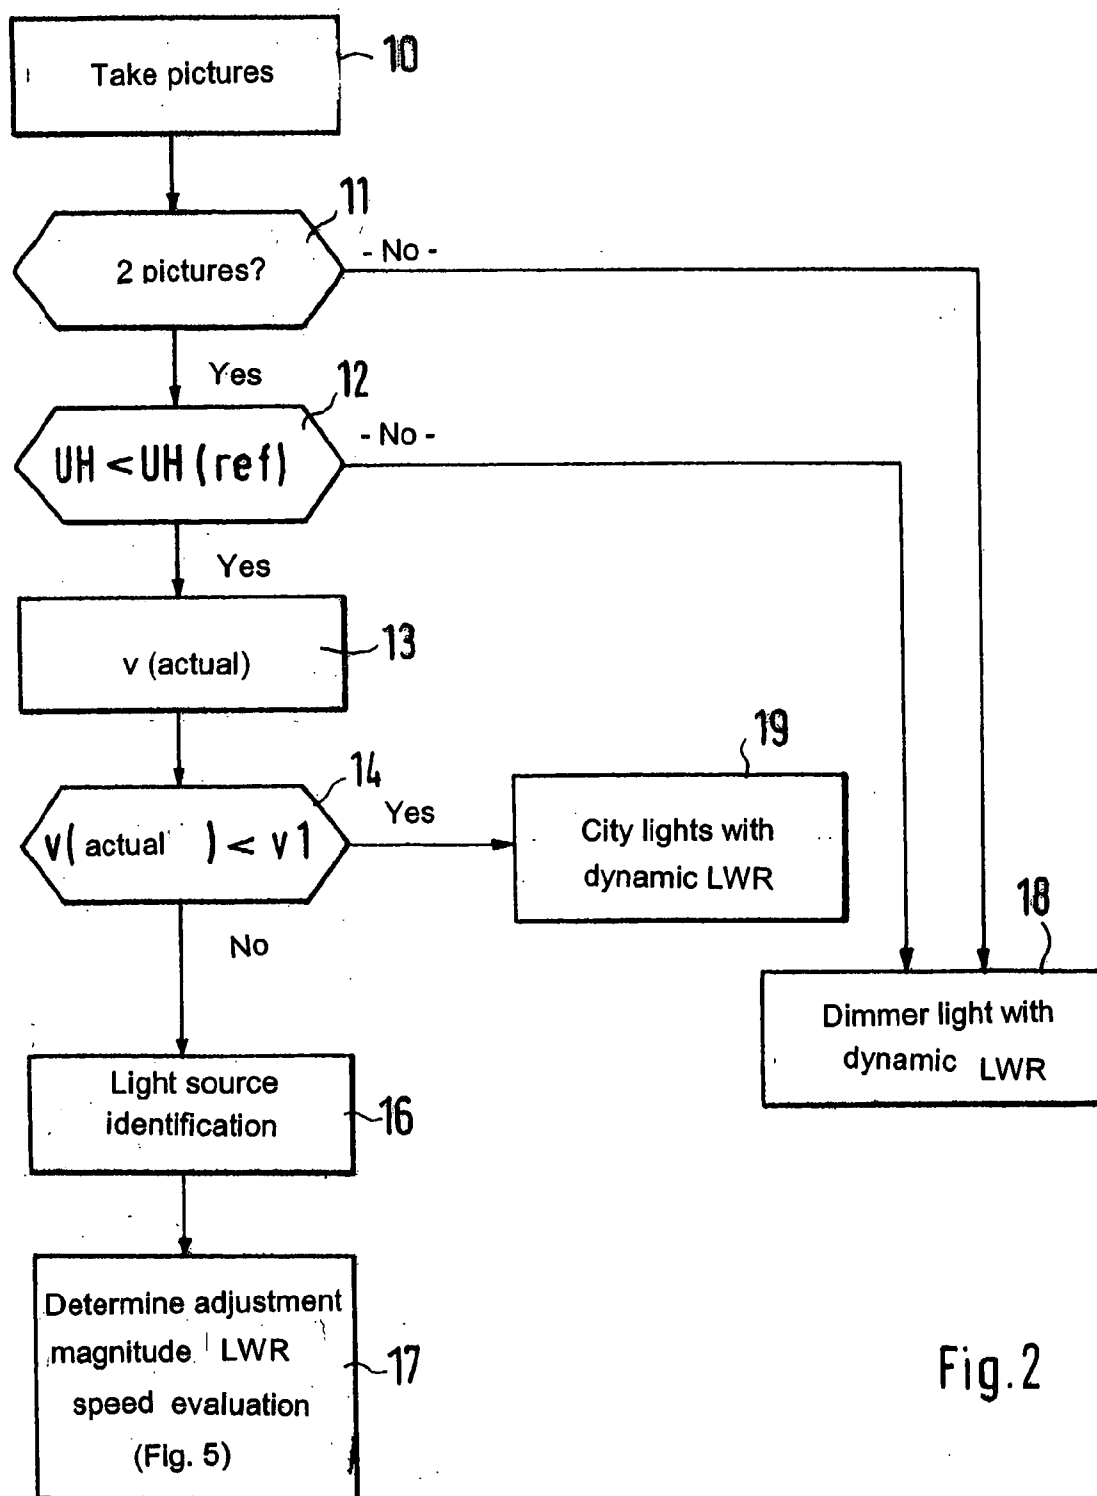 Take pictures
10
11
2 pictures?
- No -
Yes
12
UH < UH (ref)
- No -
Yes
13
v (actual)
14
v( actual ) < v1
Yes
19
City lights with
dynamic LWR
No
18
Dimmer light with
dynamic LWR
Light source
identification
16
Determine adjustment
magnitude LWR
speed evaluation
(Fig. 5)
17
Fig.2